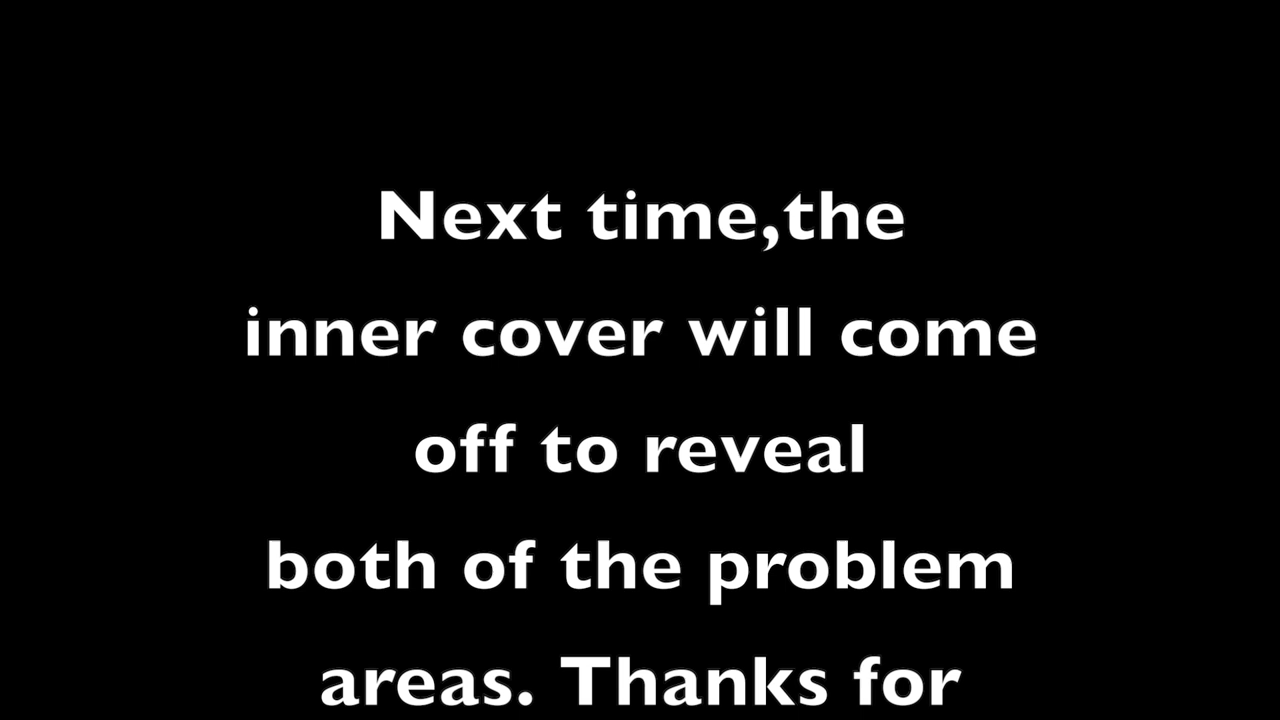 Next time,the
inner cover will come
off to reveal
both of the problem
areas. Thanks for